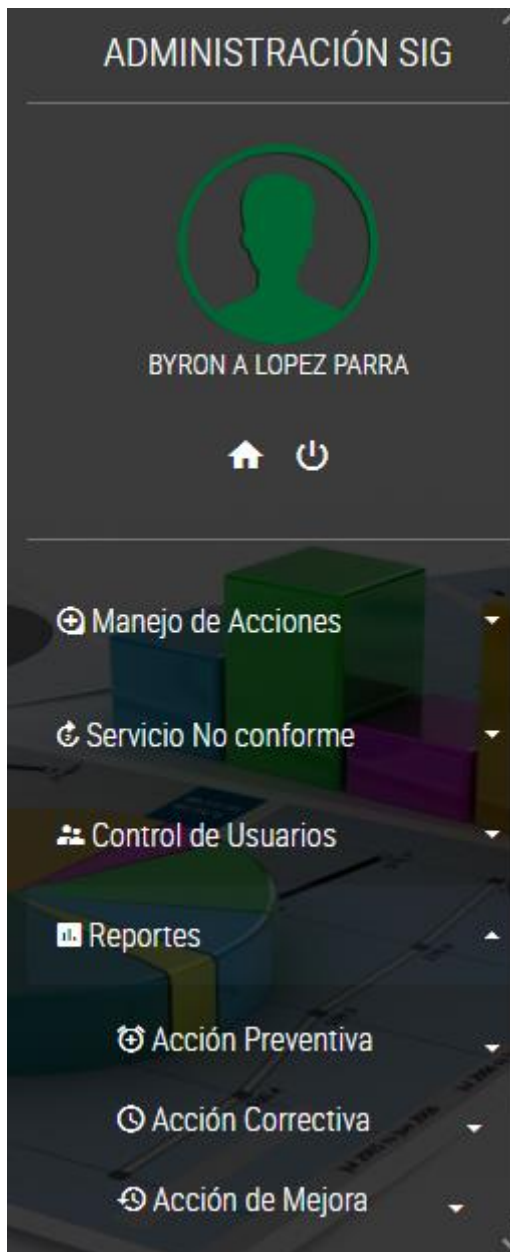 ADMINISTRACIÓN SIG
BYRON A LOPEZ PARRA
Manejo de Acciones
Servicio No conforme
Control de Usuarios
Reportes
Acción Preventiva
Acción Correctiva
Acción de Mejora